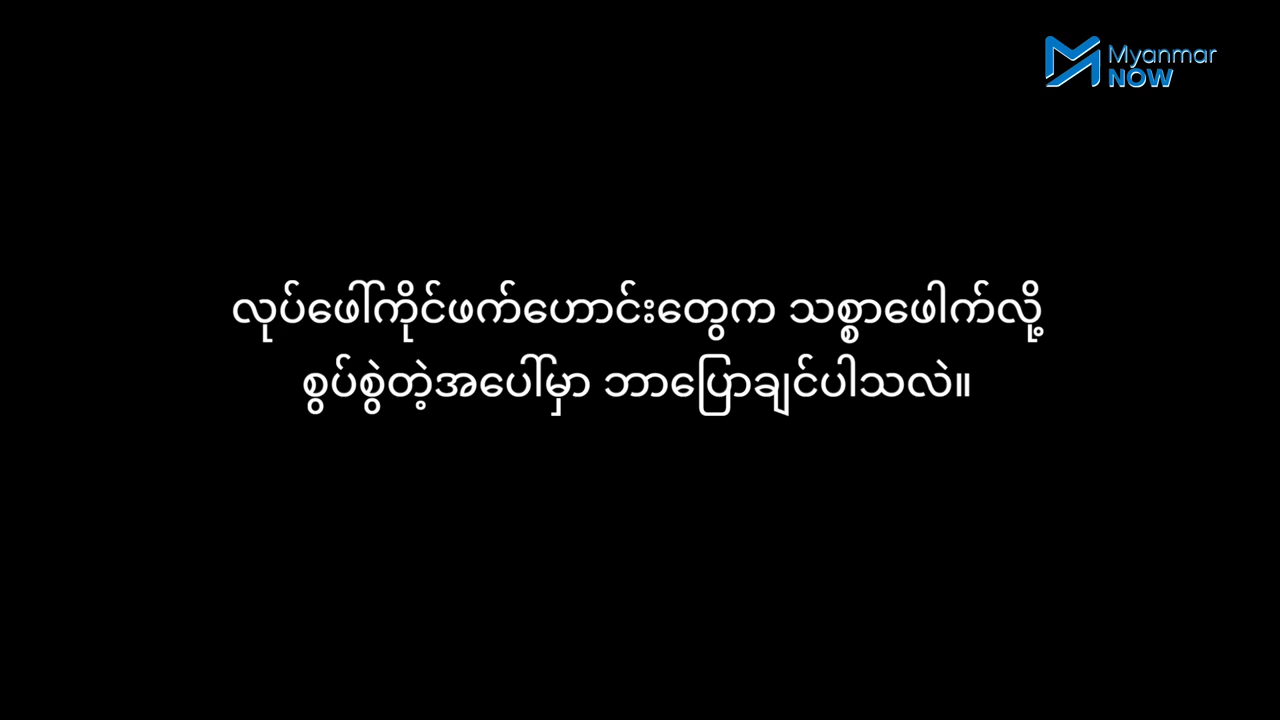 Myanmar
NOW
လုပ်ဖေါ်ကိုင်ဖက်ဟောင်းတွေက သစ္စာဖေါက်လို့
စွပ်စွဲတဲ့အပေါ်မှာ ဘာပြောချင်ပါသလဲ။